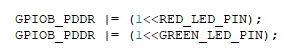 GPIOB_PDDR |= (1<<RED_LED_PIN);
GPIOB_PDDR |= (1<<GREEN_LED_PIN);